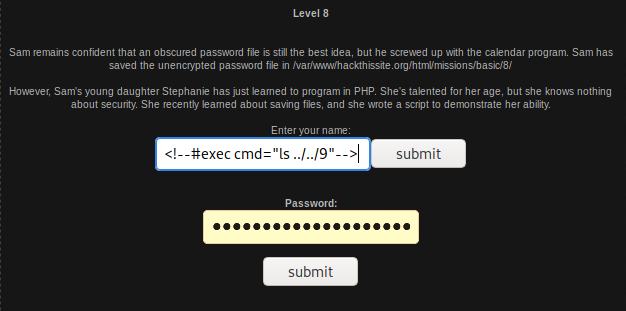 Level 8
Sam remains confident that an obscured password file is still the best idea, but he screwed up with the calendar program. Sam has
saved the unencrypted password file in /var/www/hackthissite.org/html/missions/basic/8/
However, Sam's young daughter Stephanie has just learned to program in PHP. She's talented for her age, but she knows nothing
about security. She recently learned about saving files, and she wrote a script to demonstrate her ability.
Enter your name:
<!--#exec cmd="ls ../../9"--> submit
Password:
••••••••••••••••••••
submit